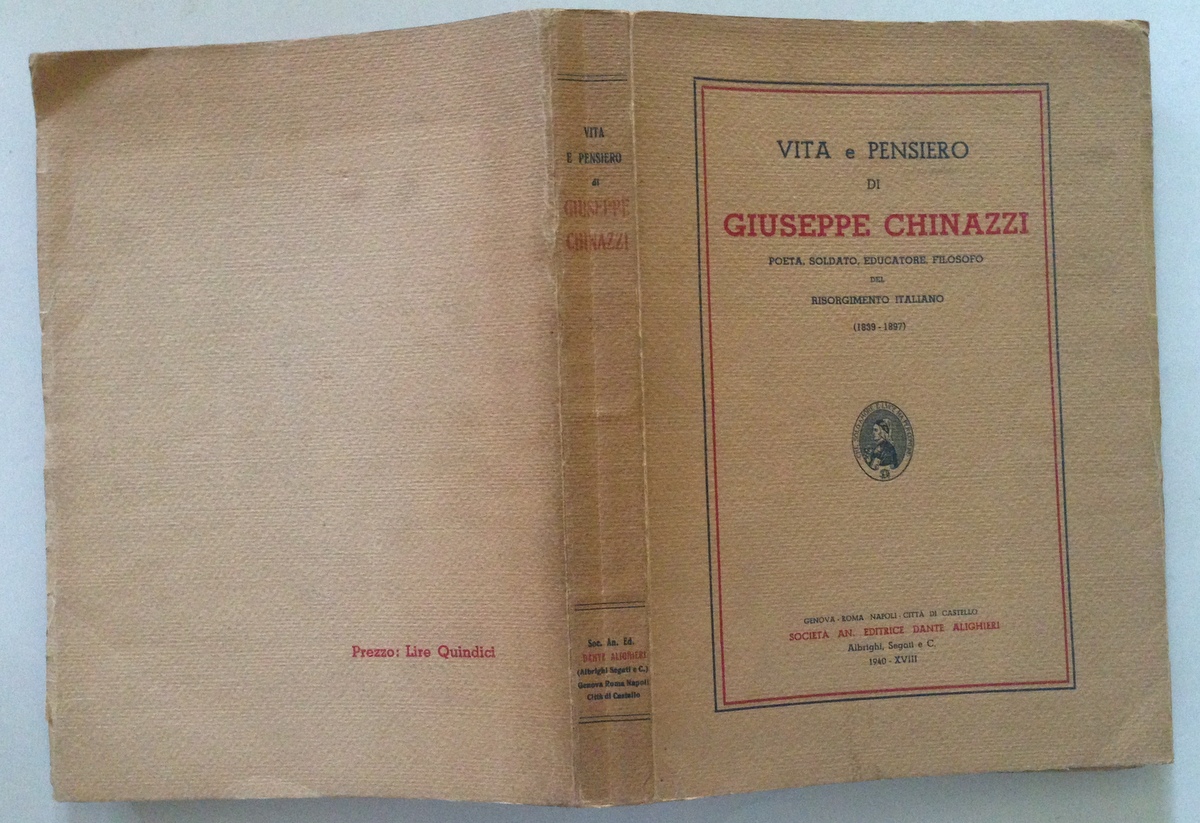 VITA e PENSIERO
DI
GIUSEPPE CHINAZZI
POETA, SOLDATO, EDUCATORE, FILOSOFO
DEL
RISORGIMENTO ITALIANO
(1839 - 1897)
GENOVA - ROMA NAPOLI - CITTÀ DI CASTELLO
SOCIETÀ AN. EDITRICE DANTE ALIGHIERI
Albrighi, Segati e C.
1940 - XVIII
VITA
E PENSIERO
di
GIUSEPPE
CHINAZZI
Soc. An. Ed.
DANTE ALIGHIERI
(Albrighi Segati e C.)
Genova Roma Napoli
Città di Castello
Prezzo: Lire Quindici